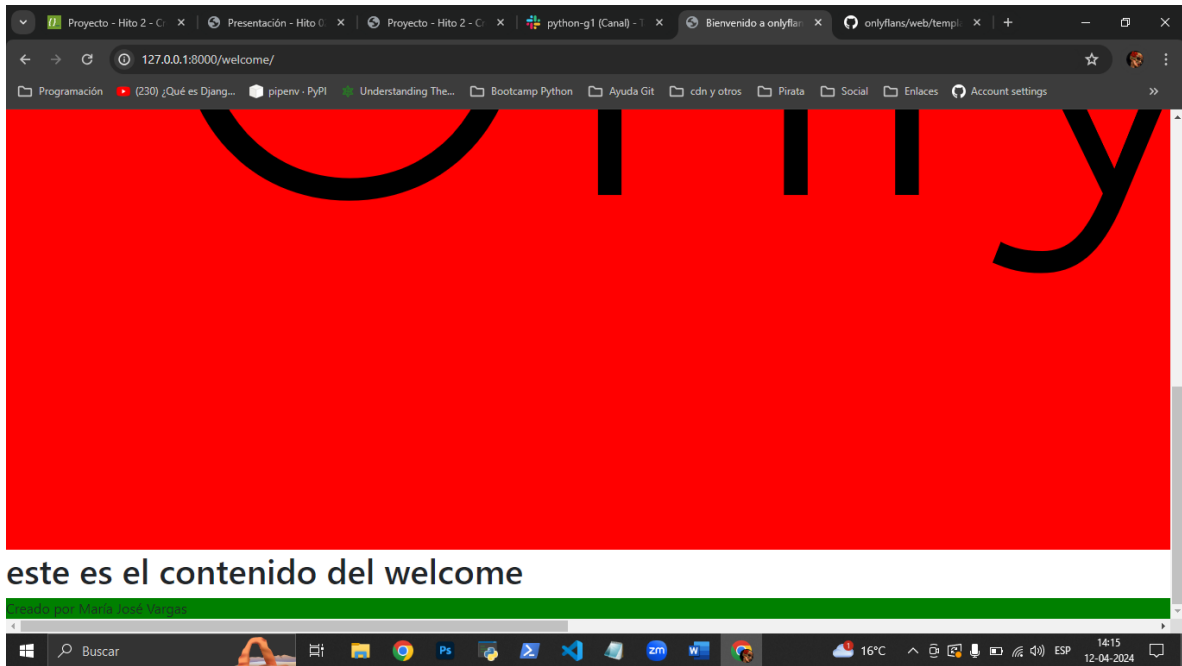 Proyecto - Hito 2 - Cr
Presentación - Hito 0
Proyecto - Hito 2 - Cr
python-g1 (Canal) - T
Bienvenido a onlyflan
onlyflans/web/templa
127.0.0.1:8000/welcome/
Programación
(230) ¿Qué es Djang...
pipenv · PyPI
Understanding The...
Bootcamp Python
Ayuda Git
cdn y otros
Pirata
Social
Enlaces
Account settings
Only
este es el contenido del welcome
Creado por María José Vargas
Buscar
Ps
zm
W
16°C
ESP
14:15
12-04-2024